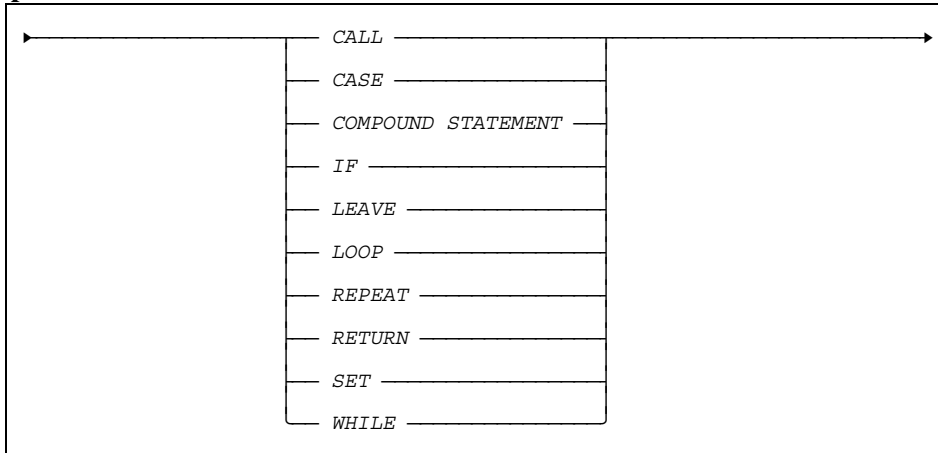 CALL
CASE
COMPOUND STATEMENT
IF
LEAVE
LOOP
REPEAT
RETURN
SET
WHILE